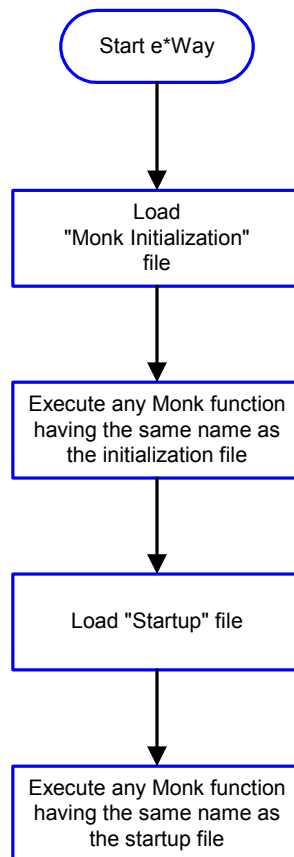 Start e*Way
Load
"Monk Initialization"
file
Execute any Monk function
having the same name as
the initialization file
Load "Startup" file
Execute any Monk function
having the same name as
the startup file